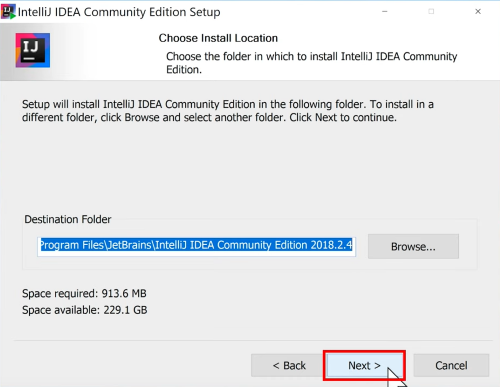 IntelliJ IDEA Community Edition Setup
IJ
Choose Install Location
Choose the folder in which to install IntelliJ IDEA Community
Edition.
Setup will install IntelliJ IDEA Community Edition in the following folder. To install in a
different folder, click Browse and select another folder. Click Next to continue.
Destination Folder
Program Files\JetBrains\IntelliJ IDEA Community Edition 2018.2.4
Browse...
Space required: 913.6 MB
Space available: 229.1 GB
< Back
Next >
Cancel